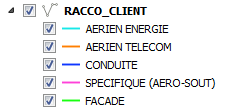 RACCO_CLIENT
AERIEN ENERGIE
AERIEN TELECOM
CONDUITE
SPECIFIQUE (AERO-SOUT)
FACADE